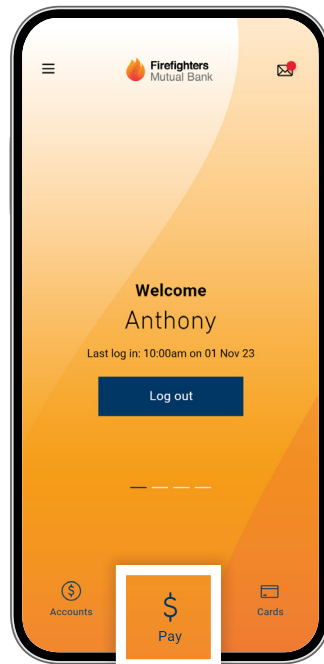 Firefighters
Mutual Bank
Welcome
Anthony
Last log in: 10:00am on 01 Nov 23
Log out
Accounts
$
Pay
Cards